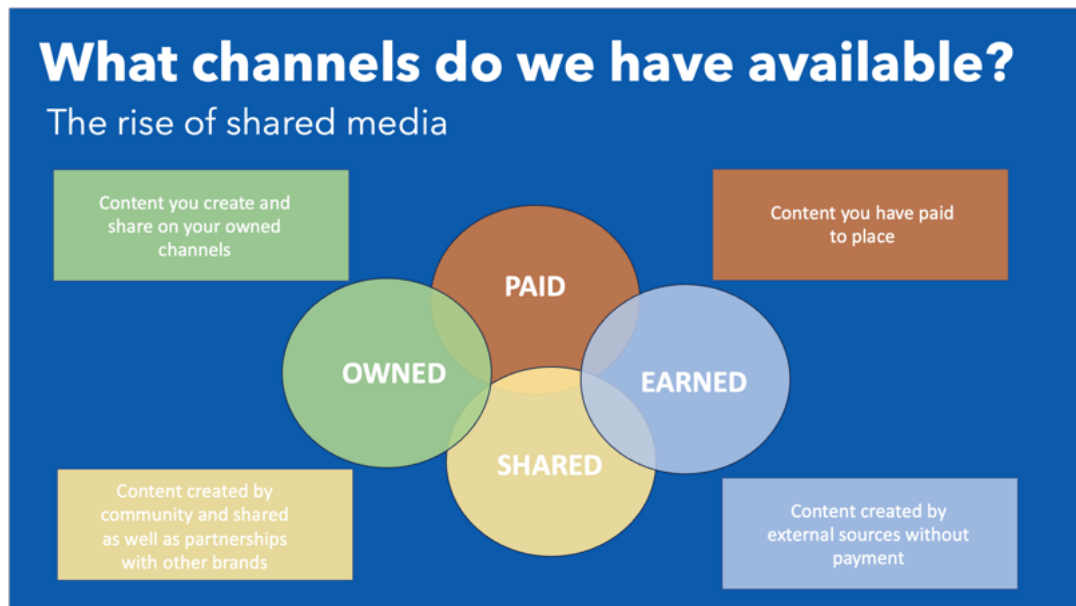 What channels do we have available?
The rise of shared media
Content you create and
share on your owned
channels
Content you have paid
to place
PAID
OWNED
EARNED
SHARED
Content created by
community and shared
as well as partnerships
with other brands
Content created by
external sources without
payment